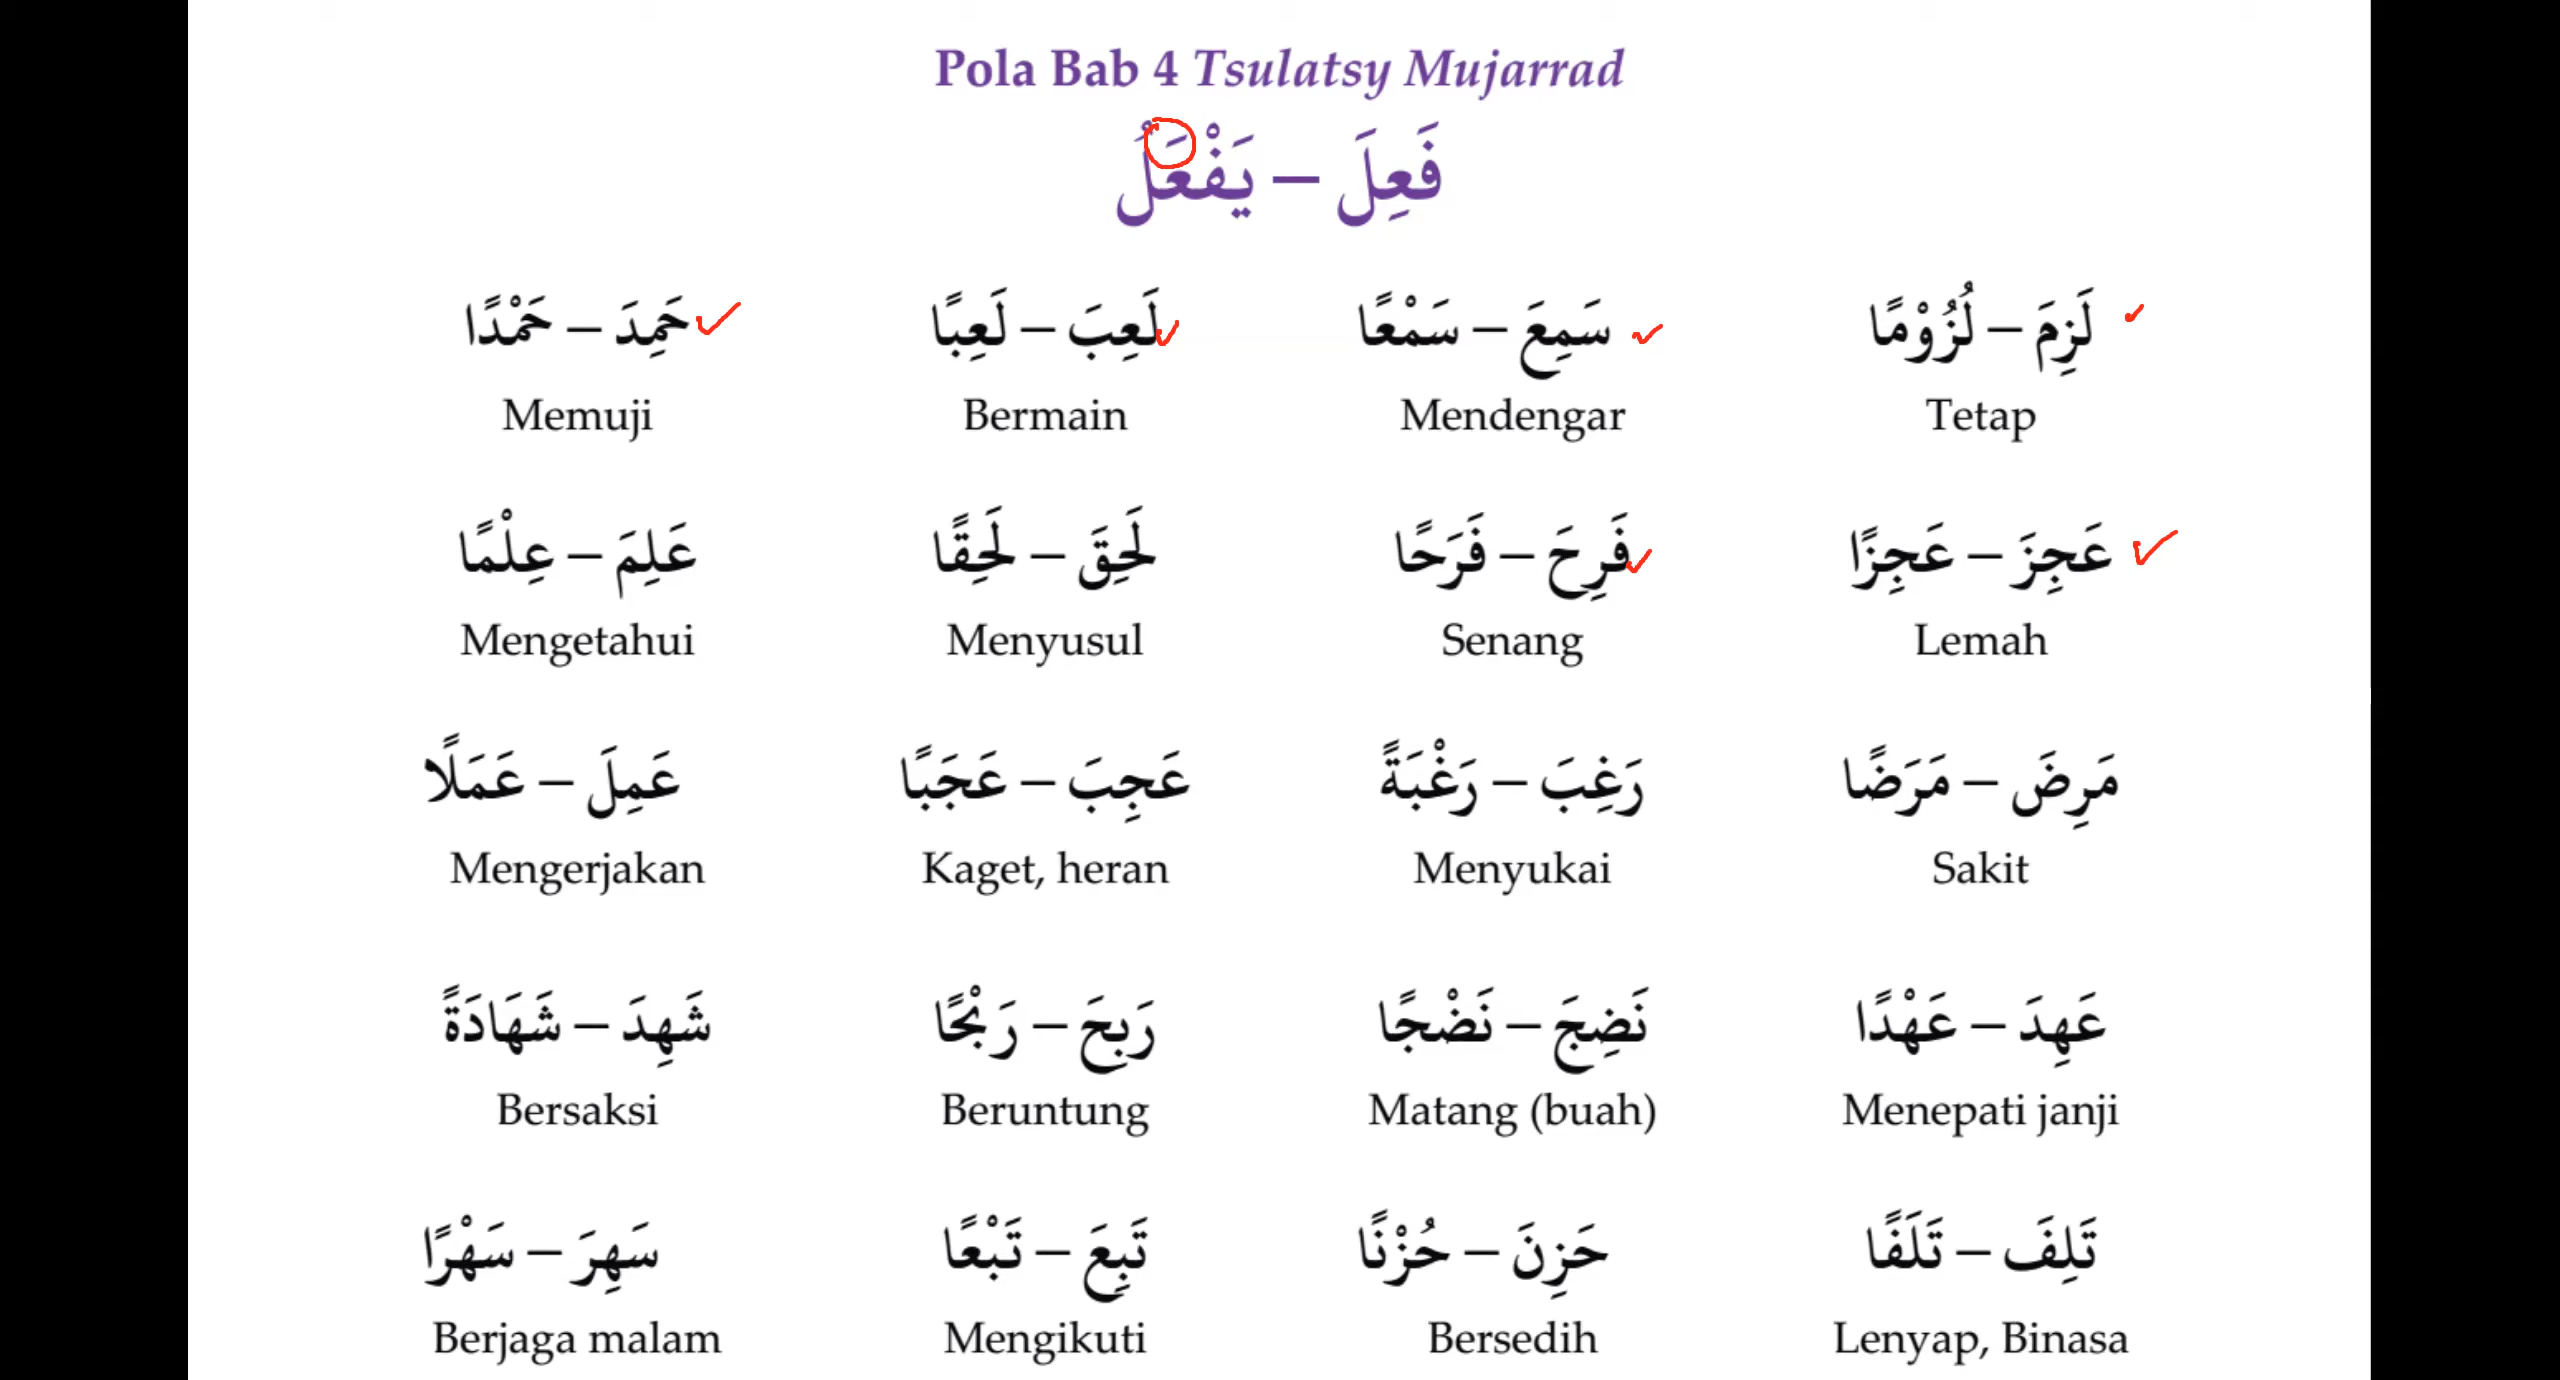 Pola Bab 4 Tsulatsy Mujarrad
فَعِلَ – يَفْعَلُ
لَزِمَ – لُزُوْمًا سَمِعَ – سَمْعًا لَعِبَ – لَعِبًا حَمِدَ – حَمْدًا
Memuji Bermain Mendengar Tetap
عَجِزَ – عَجِزًا فَرِحَ – فَرَحًا لَحِقَ – لَحِقًا عَلِمَ – عِلْمًا
Mengetahui Menyusul Senang Lemah
مَرِضَ – مَرَضًا رَغِبَ – رَغْبَةً عَجِبَ – عَجَبًا عَمِلَ – عَمَلًا
Mengerjakan Kaget, heran Menyukai Sakit
عَهِدَ – عَهْدًا نَضِجَ – نَضْجًا رَبِحَ – رَبْحًا شَهِدَ – شَهَادَةً
Bersaksi Beruntung Matang (buah) Menepati janji
تَلِفَ – تَلَفًا حَزِنَ – حُزْنًا تَبِعَ – تَبْعًا سَهِرَ – سَهْرًا
Berjaga malam Mengikuti Bersedih Lenyap, Binasa